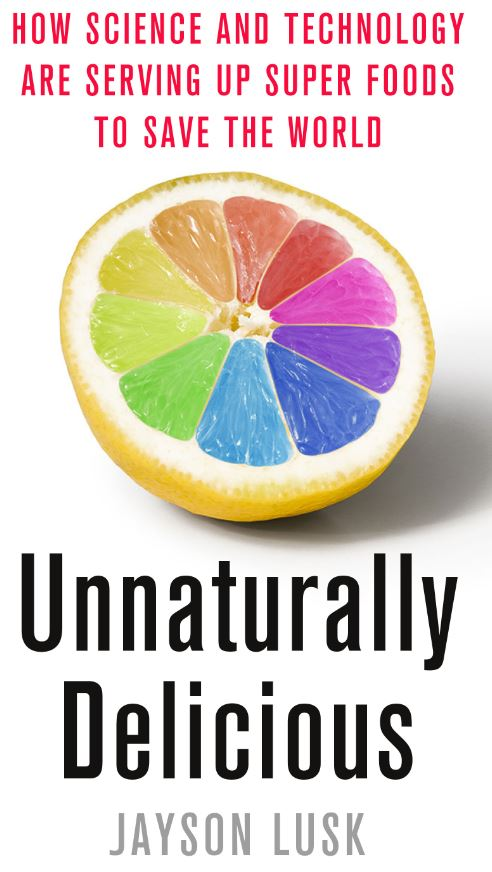 HOW SCIENCE AND TECHNOLOGY
ARE SERVING UP SUPER FOODS
TO SAVE THE WORLD
Unnaturally
Delicious
JAYSON LUSK